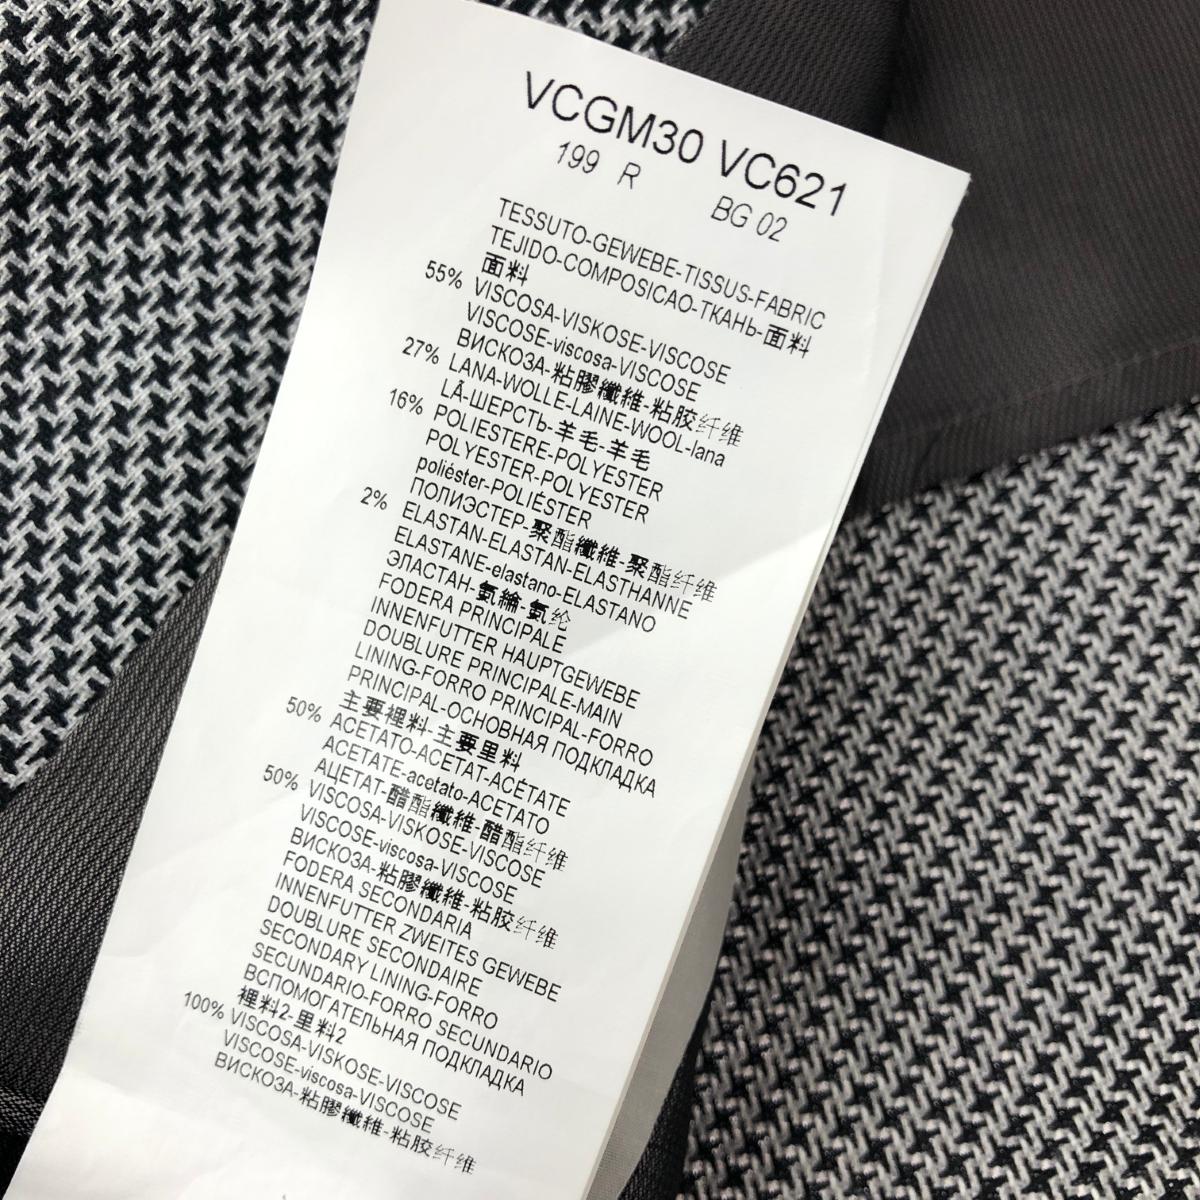 VCGM30 VC621
199 R BG 02
TESSUTO-GEWEBE-TISSUS-FABRIC
TEJIDO-COMPOSICAO-ТКАНЬ-面料
面料
55% VISCOSA-VISKOSE-VISCOSE
VISCOSE-viscosa-VISCOSE
ВИСКОЗА-粘膠纖維-粘胶纤维
27% LANA-WOLLE-LAINE-WOOL-lana
LÃ-ШЕРСТЬ-羊毛-羊毛
16% POLIESTERE-POLYESTER
POLYESTER-POLYESTER
poliéster-POLIÉSTER
ПОЛИЭСТЕР-聚酯纖維-聚酯纤维
2% ELASTAN-ELASTAN-ELASTHANNE
ELASTANE-elastano-ELASTANO
ЭЛАСТАН-氨綸-氨纶
FODERA PRINCIPALE
INNENFUTTER HAUPTGEWEBE
DOUBLURE PRINCIPALE-MAIN
LINING-FORRO PRINCIPAL-FORRO
PRINCIPAL-ОСНОВНАЯ ПОДКЛАДКА
主要裡料-主要里料
50% ACETATO-ACETAT-ACÉTATE
ACETATE-acetato-ACETATO
АЦЕТАТ-醋酯纖維-醋酯纤维
50% VISCOSA-VISKOSE-VISCOSE
VISCOSE-viscosa-VISCOSE
ВИСКОЗА-粘膠纖維-粘胶纤维
FODERA SECONDARIA
INNENFUTTER ZWEITES GEWEBE
DOUBLURE SECONDAIRE
SECONDARY LINING-FORRO
SECUNDARIO-FORRO SECUNDARIO
ВСПОМОГАТЕЛЬНАЯ ПОДКЛАДКА
裡料2-里料2
100% VISCOSA-VISKOSE-VISCOSE
VISCOSE-viscosa-VISCOSE
ВИСКОЗА-粘膠纖維-粘胶纤维